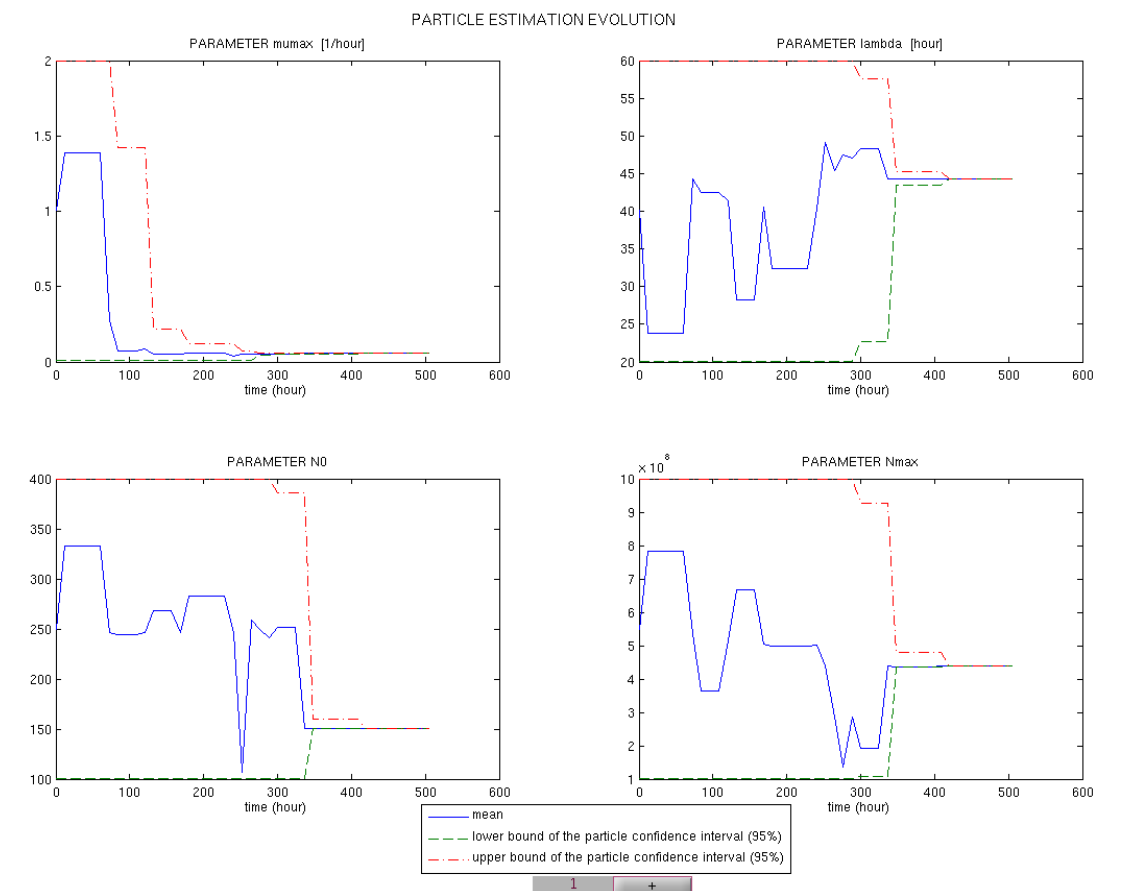 PARTICLE ESTIMATION EVOLUTION
PARAMETER mumax [1/hour]
2
1.5
1
0.5
0
0 100 200 300 400 500 600
time (hour)
PARAMETER lambda [hour]
60
55
50
45
40
35
30
25
20
0 100 200 300 400 500 600
time (hour)
PARAMETER N0
400
350
300
250
200
150
100
0 100 200 300 400 500 600
time (hour)
PARAMETER Nmax
× 10^8
10
9
8
7
6
5
4
3
2
1
0 100 200 300 400 500 600
time (hour)
mean
lower bound of the particle confidence interval (95%)
upper bound of the particle confidence interval (95%)
1 +